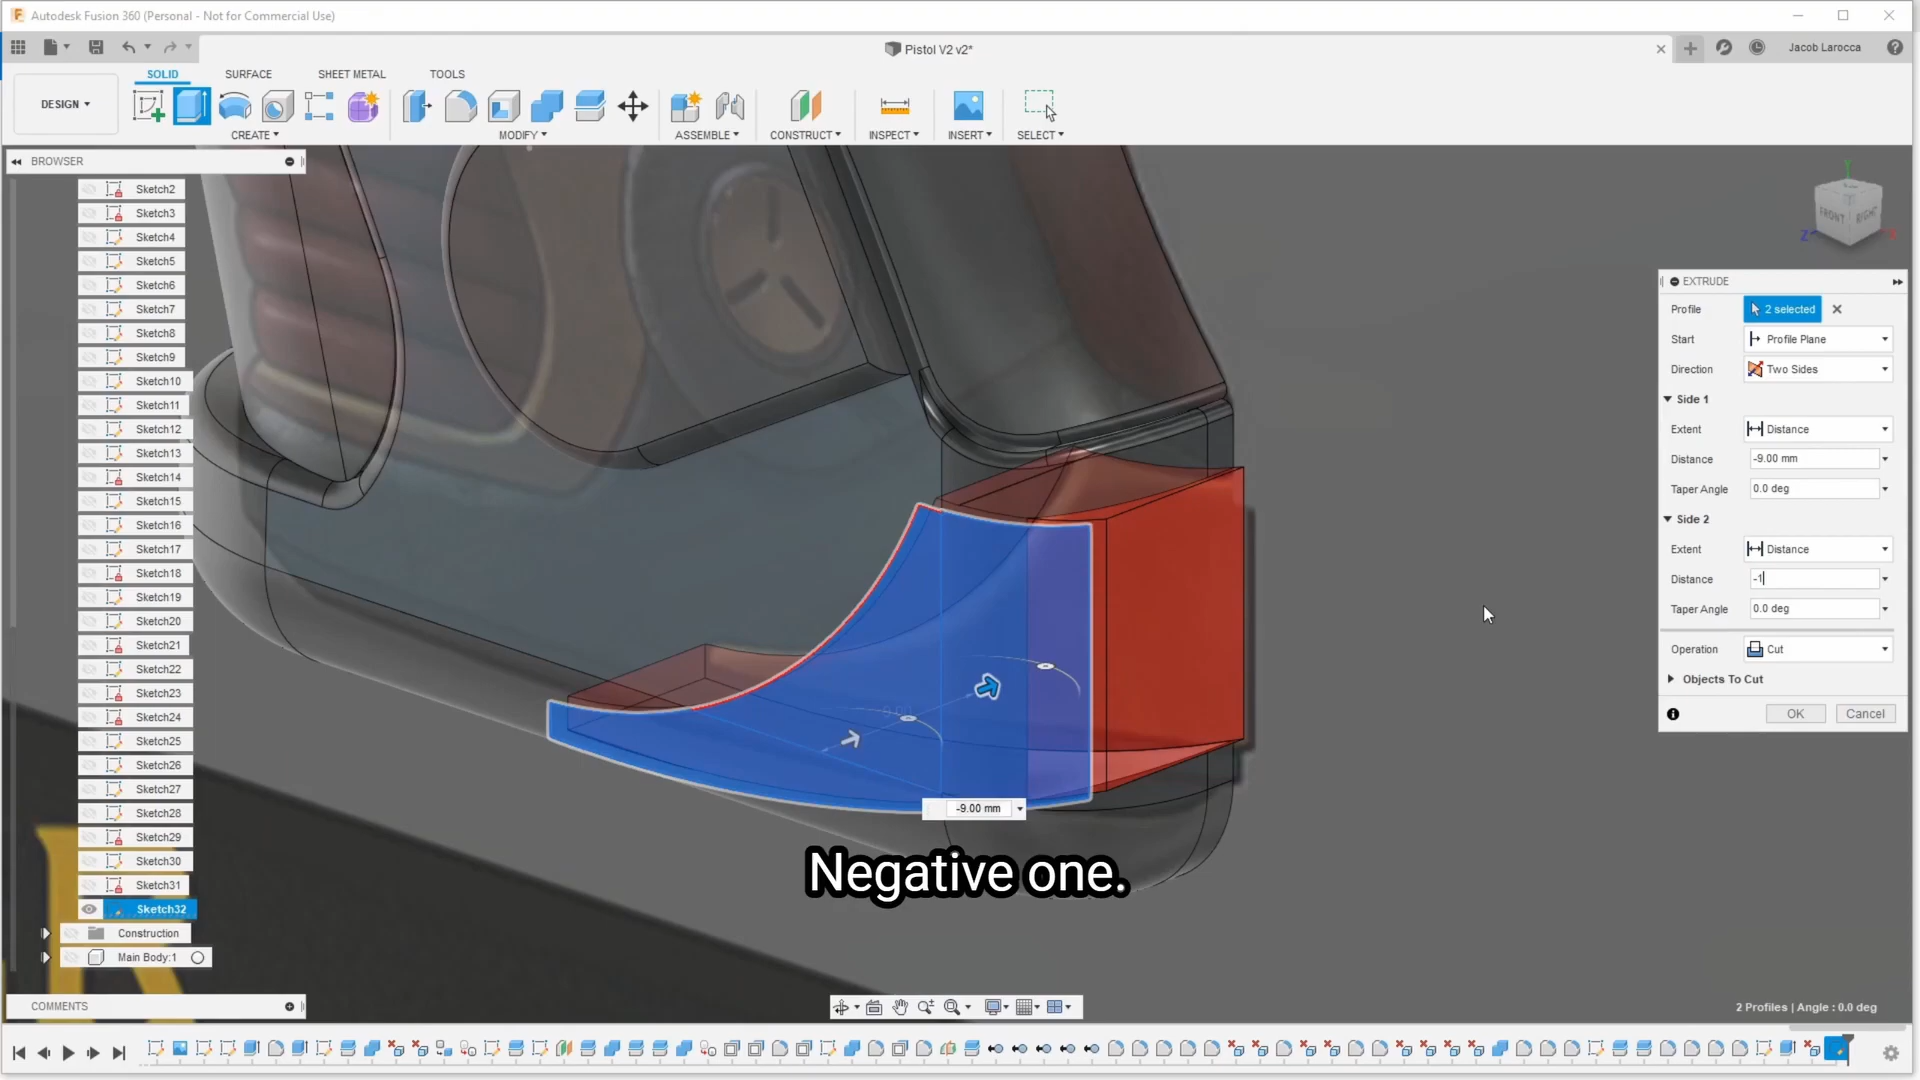 Autodesk Fusion 360 (Personal - Not for Commercial Use)
Pistol V2 v2*
Jacob Larocca
SOLID
SURFACE
SHEET METAL
TOOLS
DESIGN
CREATE
MODIFY
ASSEMBLE
CONSTRUCT
INSPECT
INSERT
SELECT
BROWSER
Sketch2
Sketch3
Sketch4
Sketch5
Sketch6
Sketch7
Sketch8
Sketch9
Sketch10
Sketch11
Sketch12
Sketch13
Sketch14
Sketch15
Sketch16
Sketch17
Sketch18
Sketch19
Sketch20
Sketch21
Sketch22
Sketch23
Sketch24
Sketch25
Sketch26
Sketch27
Sketch28
Sketch29
Sketch30
Sketch31
Sketch32
Construction
Main Body:1
Y
FRONT
RIGHT
Z
X
EXTRUDE
Profile
2 selected
Start
Profile Plane
Direction
Two Sides
Side 1
Extent
Distance
Distance
-9.00 mm
Taper Angle
0.0 deg
Side 2
Extent
Distance
Distance
-1
Taper Angle
0.0 deg
Operation
Cut
Objects To Cut
OK
Cancel
-9.00 mm
Negative one.
COMMENTS
2 Profiles | Angle : 0.0 deg